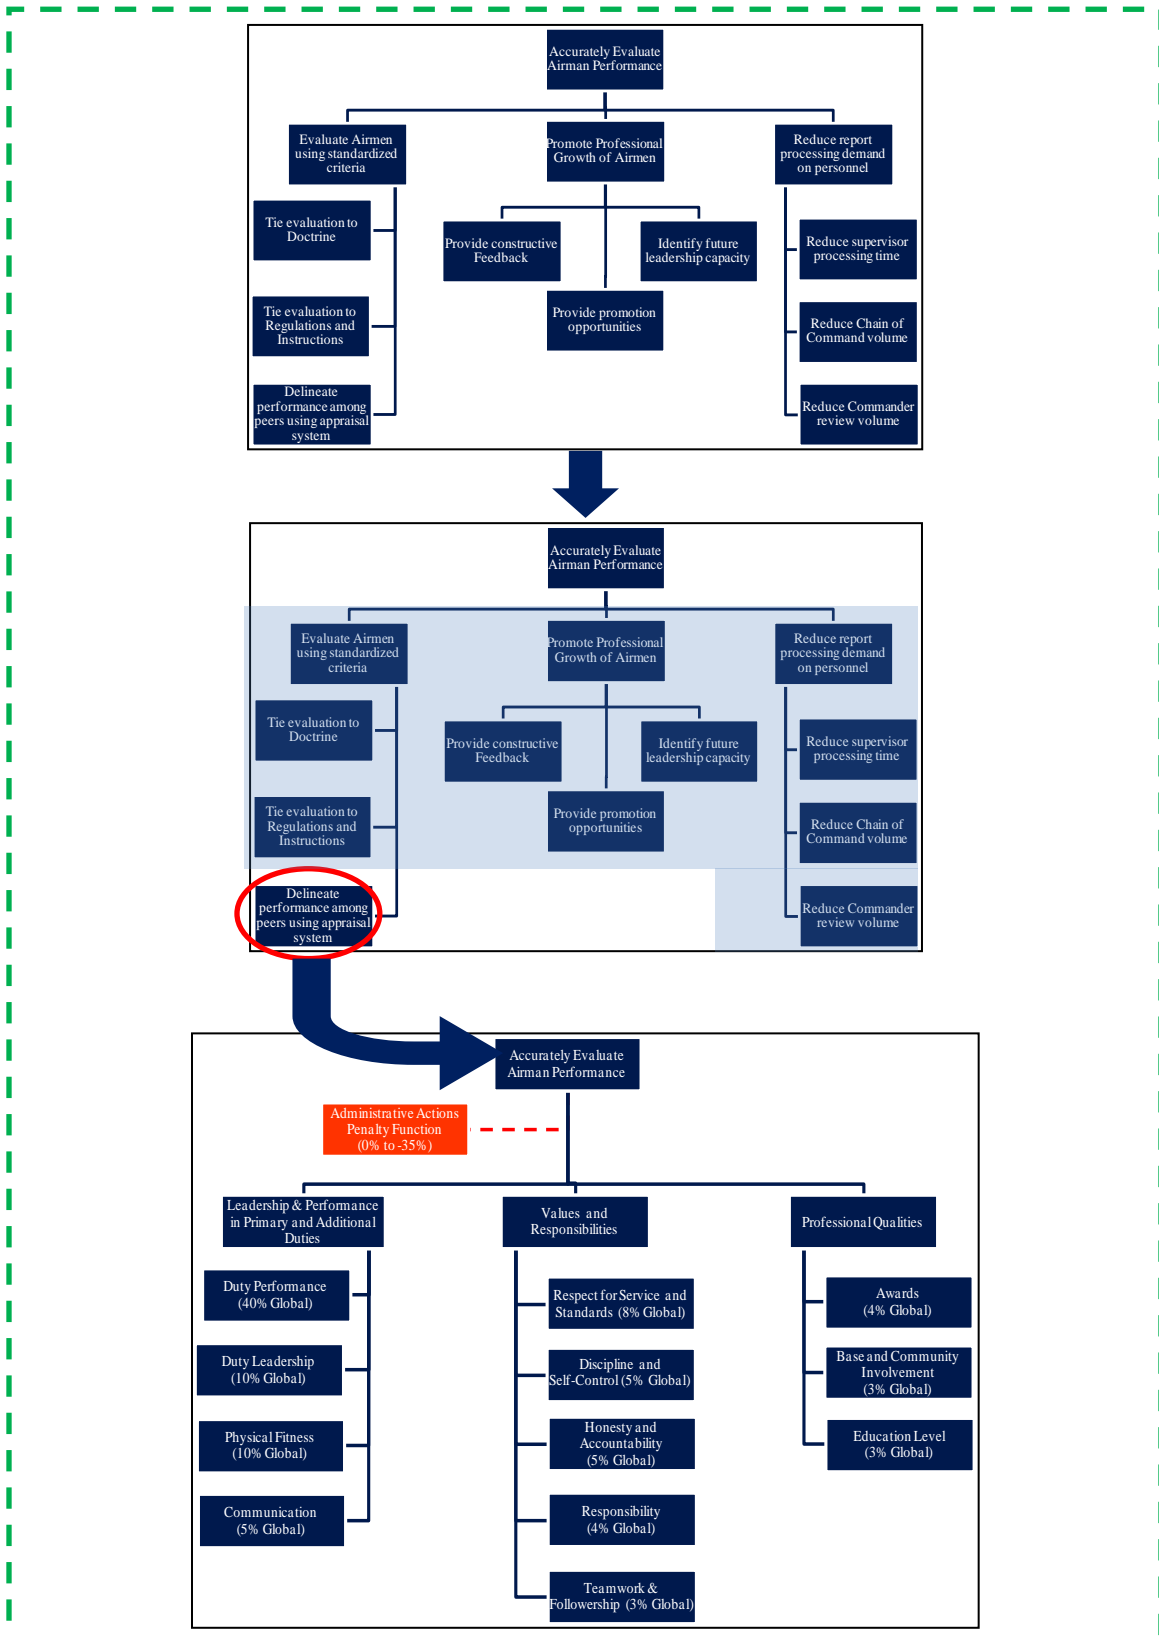 Accurately Evaluate
Airman Performance
Evaluate Airmen
using standardized
criteria
Promote Professional
Growth of Airmen
Reduce report
processing demand
on personnel
Tie evaluation to
Doctrine
Provide constructive
Feedback
Identify future
leadership capacity
Reduce supervisor
processing time
Tie evaluation to
Regulations and
Instructions
Provide promotion
opportunities
Reduce Chain of
Command volume
Delineate
performance among
peers using appraisal
system
Reduce Commander
review volume
Accurately Evaluate
Airman Performance
Evaluate Airmen
using standardized
criteria
Promote Professional
Growth of Airmen
Reduce report
processing demand
on personnel
Tie evaluation to
Doctrine
Provide constructive
Feedback
Identify future
leadership capacity
Reduce supervisor
processing time
Tie evaluation to
Regulations and
Instructions
Provide promotion
opportunities
Reduce Chain of
Command volume
Delineate
performance among
peers using appraisal
system
Reduce Commander
review volume
Accurately Evaluate
Airman Performance
Administrative Actions
Penalty Function
(0% to -35%)
Leadership & Performance
in Primary and Additional
Duties
Values and
Responsibilities
Professional Qualities
Duty Performance
(40% Global)
Duty Leadership
(10% Global)
Physical Fitness
(10% Global)
Communication
(5% Global)
Respect for Service and
Standards (8% Global)
Discipline and
Self-Control (5% Global)
Honesty and
Accountability
(5% Global)
Responsibility
(4% Global)
Teamwork &
Followership (3% Global)
Awards
(4% Global)
Base and Community
Involvement
(3% Global)
Education Level
(3% Global)